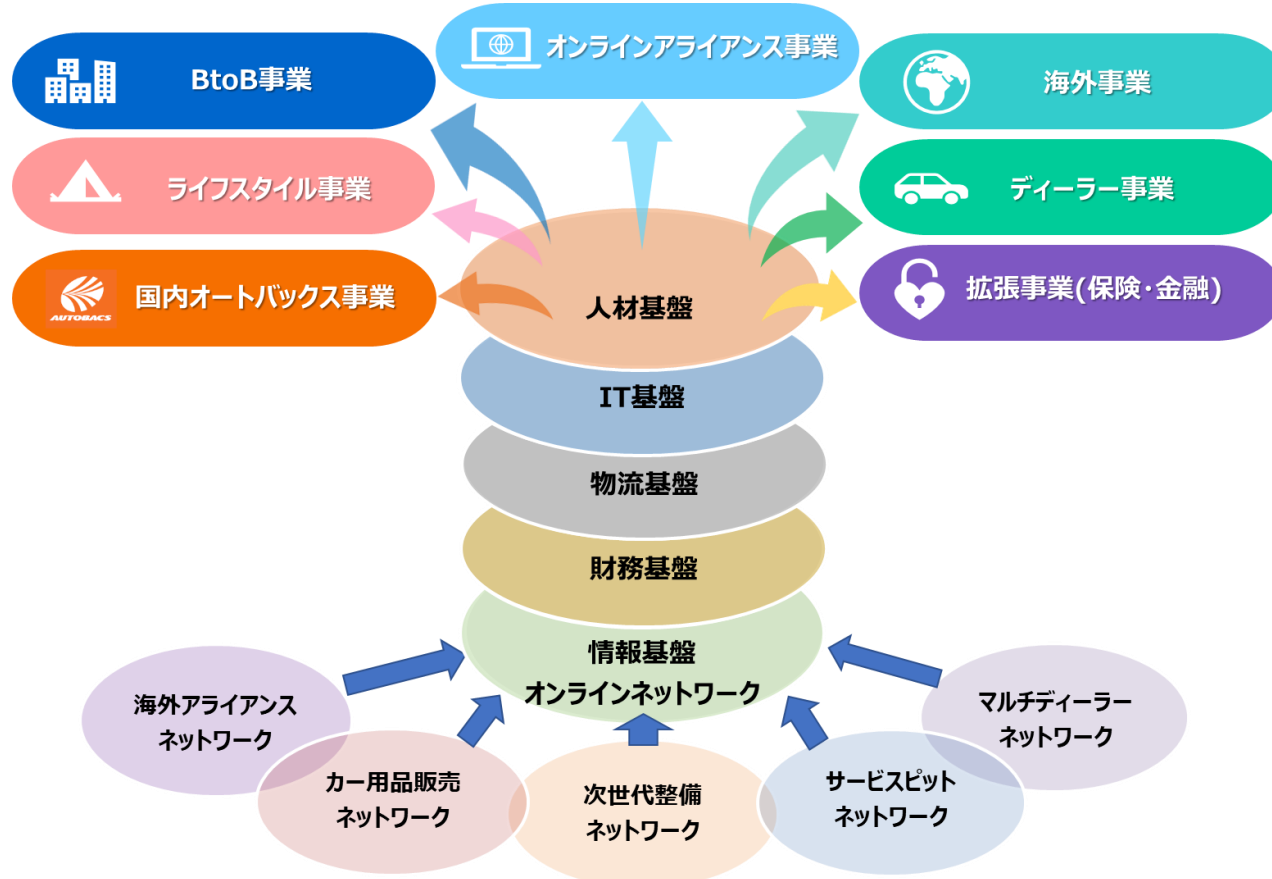 オンラインアライアンス事業
BtoB事業
海外事業
ライフスタイル事業
ディーラー事業
AUTOBACS
国内オートバックス事業
拡張事業(保険・金融)
人材基盤
IT基盤
物流基盤
財務基盤
情報基盤
オンラインネットワーク
海外アライアンス
ネットワーク
マルチディーラー
ネットワーク
カー用品販売
ネットワーク
次世代整備
ネットワーク
サービスピット
ネットワーク